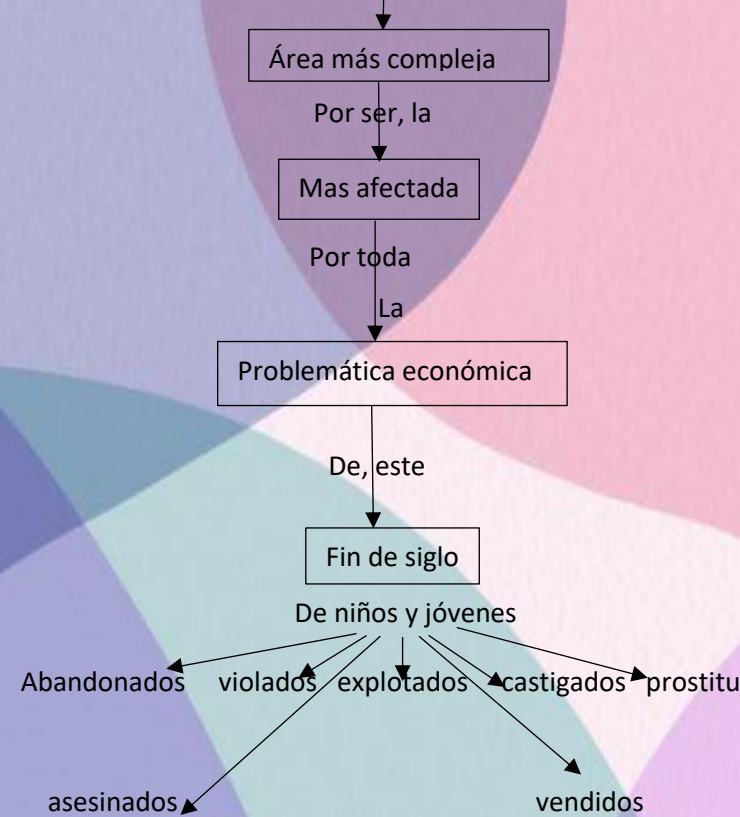 Área más compleja
Por ser, la
Mas afectada
Por toda
La
Problemática económica
De, este
Fin de siglo
De niños y jóvenes
Abandonados violados explotados castigados prostitu
asesinados vendidos